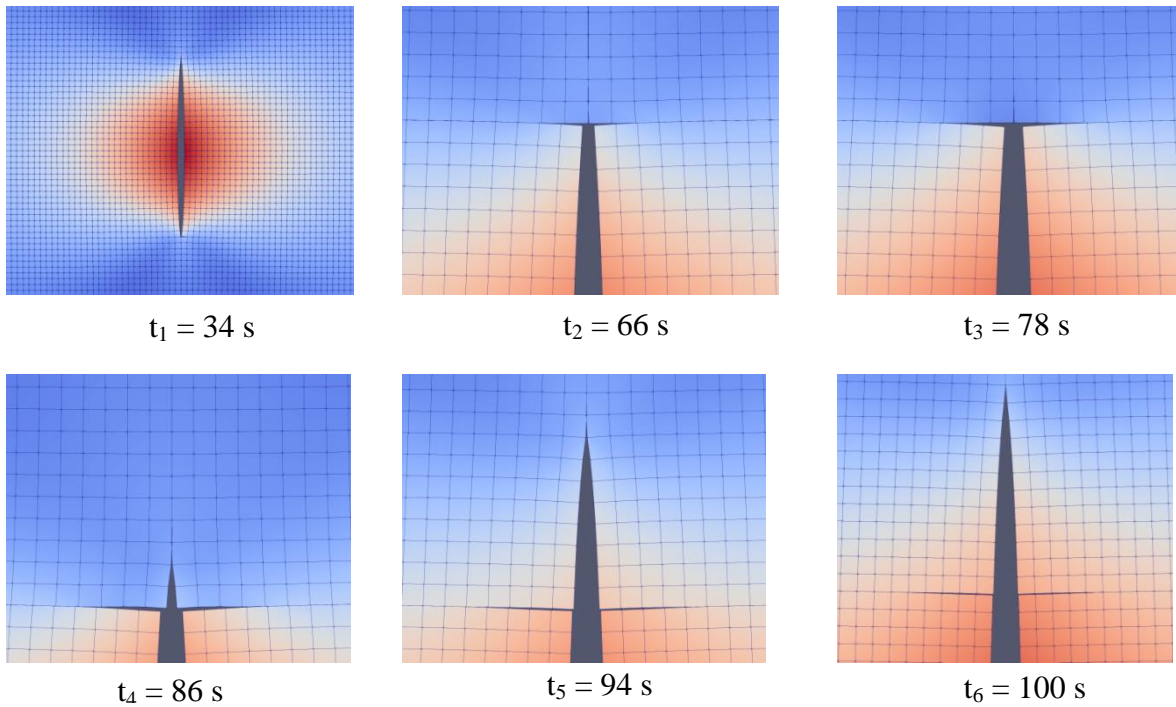 t₁ = 34 s
t₂ = 66 s
t₃ = 78 s
t₄ = 86 s
t₅ = 94 s
t₆ = 100 s